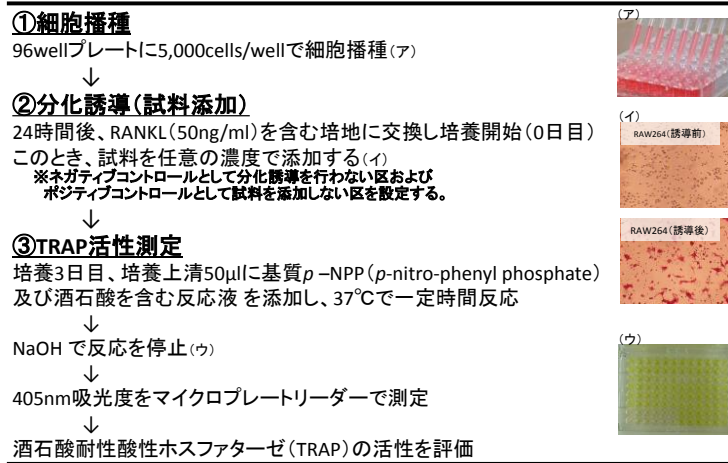 ①細胞播種
96wellプレートに5,000cells/wellで細胞播種(ア)
↓
②分化誘導(試料添加)
24時間後、RANKL(50ng/ml)を含む培地に交換し培養開始(0日目)
このとき、試料を任意の濃度で添加する(イ)
※ネガティブコントロールとして分化誘導を行わない区および
ポジティブコントロールとして試料を添加しない区を設定する。
↓
③TRAP活性測定
培養3日目、培養上清50μlに基質p –NPP(p-nitro-phenyl phosphate)
及び酒石酸を含む反応液 を添加し、37℃で一定時間反応
↓
NaOH で反応を停止(ウ)
↓
405nm吸光度をマイクロプレートリーダーで測定
↓
酒石酸耐性酸性ホスファターゼ(TRAP)の活性を評価
(ア)
(イ)
RAW264(誘導前)
RAW264(誘導後)
(ウ)